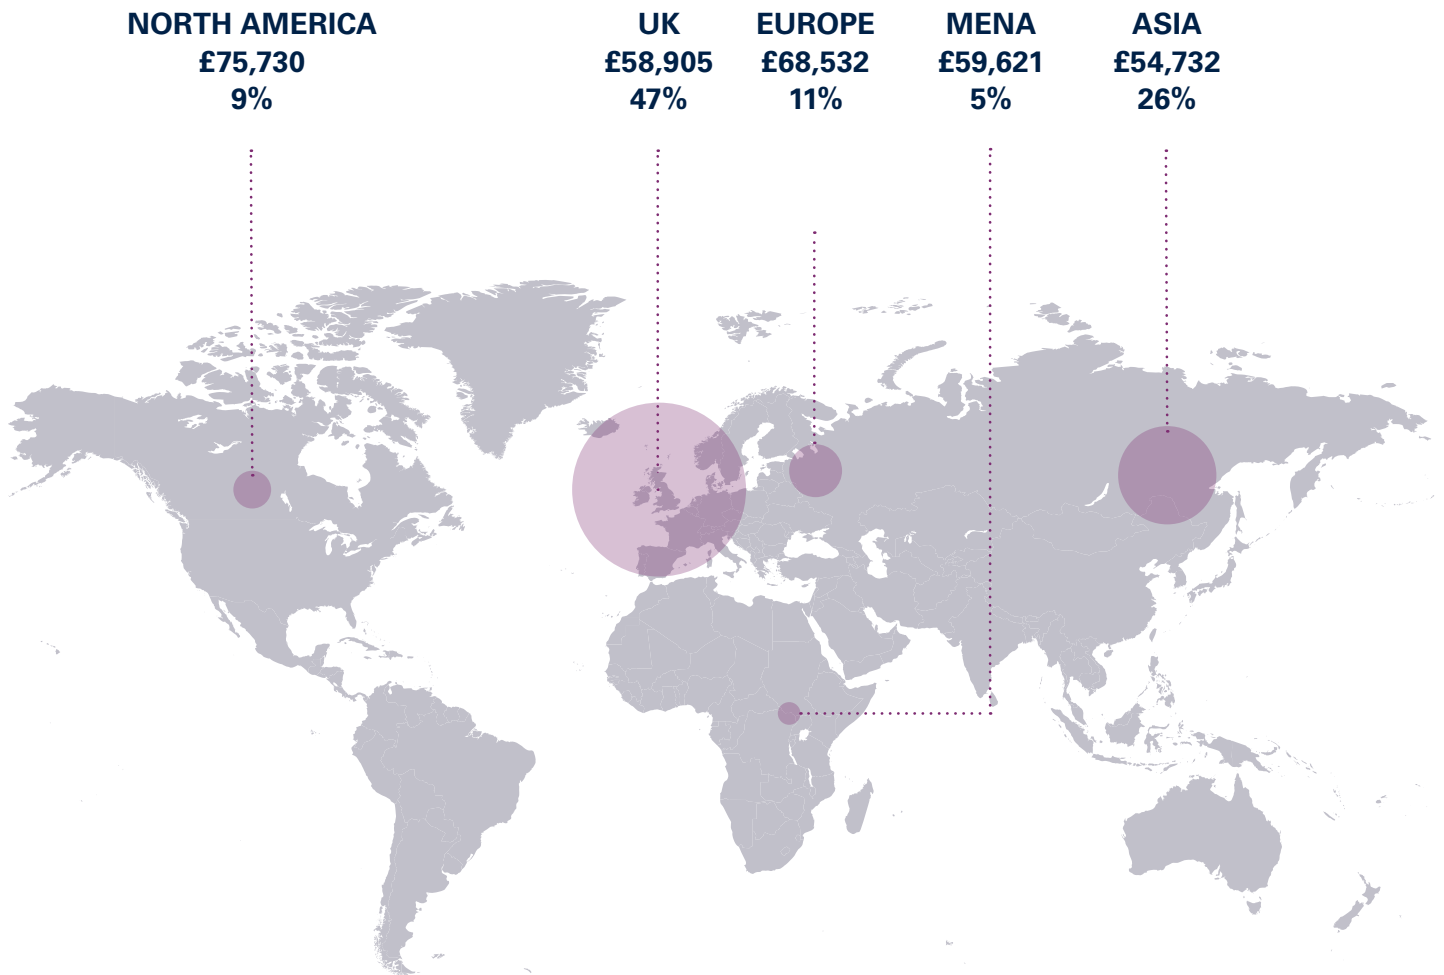 NORTH AMERICA
£75,730
9%
UK
£58,905
47%
EUROPE
£68,532
11%
MENA
£59,621
5%
ASIA
£54,732
26%